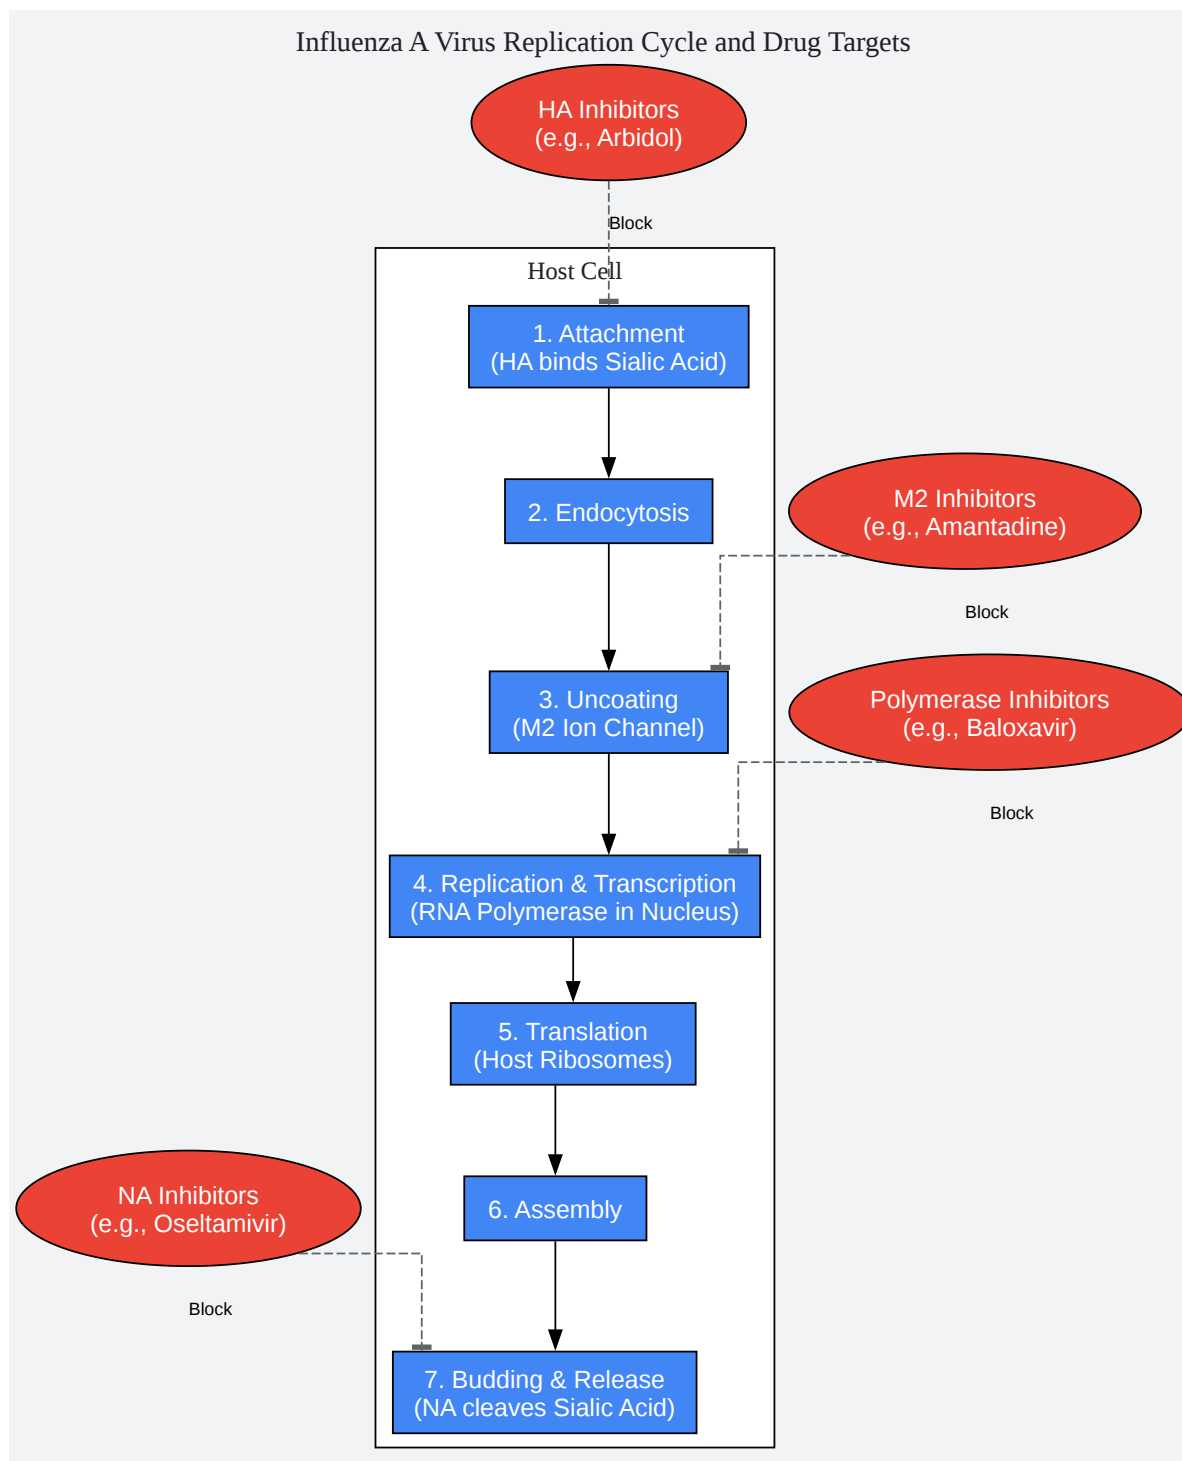 Influenza A Virus Replication Cycle and Drug Targets
HA Inhibitors
(e.g., Arbidol)
Block
Host Cell
1. Attachment
(HA binds Sialic Acid)
2. Endocytosis
M2 Inhibitors
(e.g., Amantadine)
Block
3. Uncoating
(M2 Ion Channel)
Polymerase Inhibitors
(e.g., Baloxavir)
Block
4. Replication & Transcription
(RNA Polymerase in Nucleus)
5. Translation
(Host Ribosomes)
6. Assembly
NA Inhibitors
(e.g., Oseltamivir)
Block
7. Budding & Release
(NA cleaves Sialic Acid)